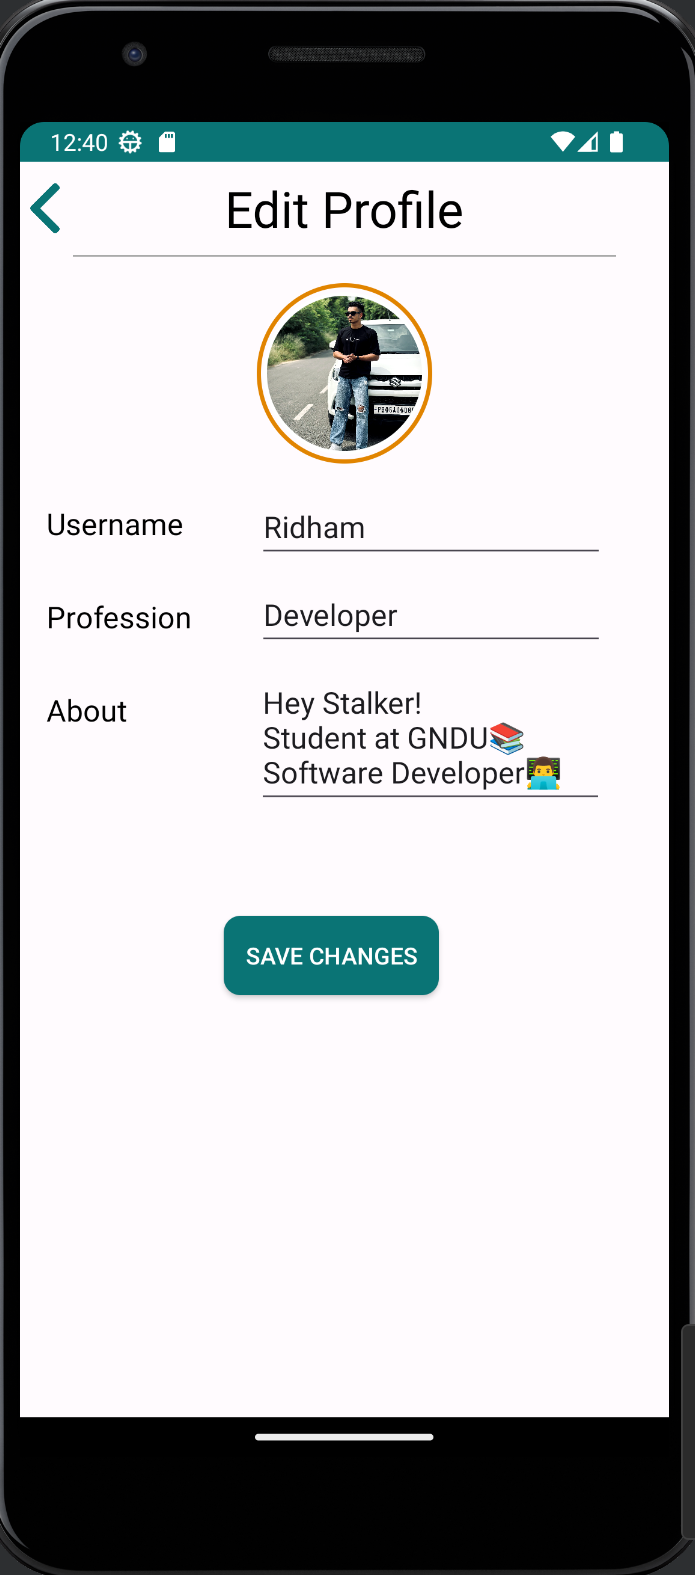 12:40
Edit Profile
Username
Ridham
Profession
Developer
About
Hey Stalker!
Student at GNDU📚
Software Developer👨‍💻
SAVE CHANGES